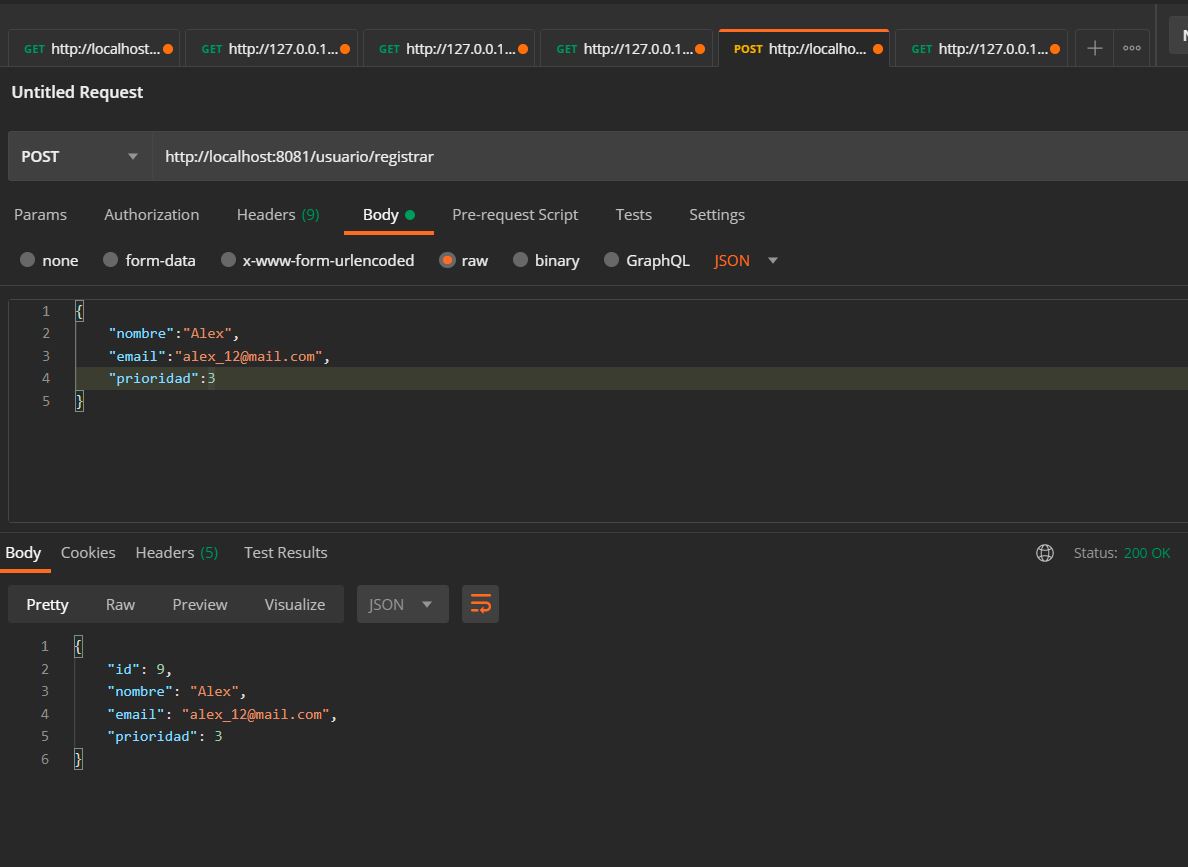 GET http://localhost... GET http://127.0.0.1... GET http://127.0.0.1... GET http://127.0.0.1... POST http://localho... GET http://127.0.0.1... + ooo
Untitled Request
POST http://localhost:8081/usuario/registrar
Params Authorization Headers (9) Body Pre-request Script Tests Settings
none form-data x-www-form-urlencoded raw binary GraphQL JSON
1 {
2 "nombre":"Alex",
3 "email":"alex_12@mail.com",
4 "prioridad":3
5 }
Body Cookies Headers (5) Test Results Status: 200 OK
Pretty Raw Preview Visualize JSON
1 {
2 "id": 9,
3 "nombre": "Alex",
4 "email": "alex_12@mail.com",
5 "prioridad": 3
6 }